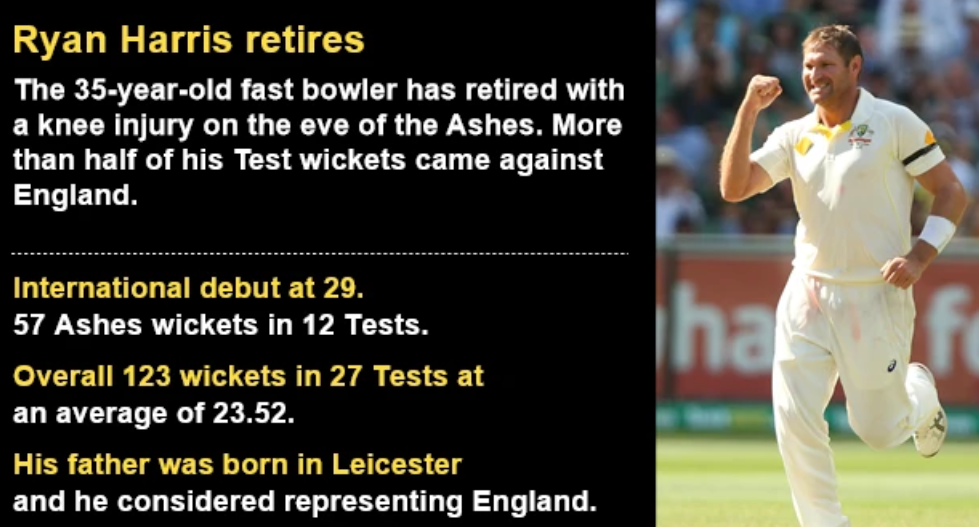 Ryan Harris retires
The 35-year-old fast bowler has retired with
a knee injury on the eve of the Ashes. More
than half of his Test wickets came against
England.
International debut at 29.
57 Ashes wickets in 12 Tests.
Overall 123 wickets in 27 Tests at
an average of 23.52.
His father was born in Leicester
and he considered representing England.
ha
f